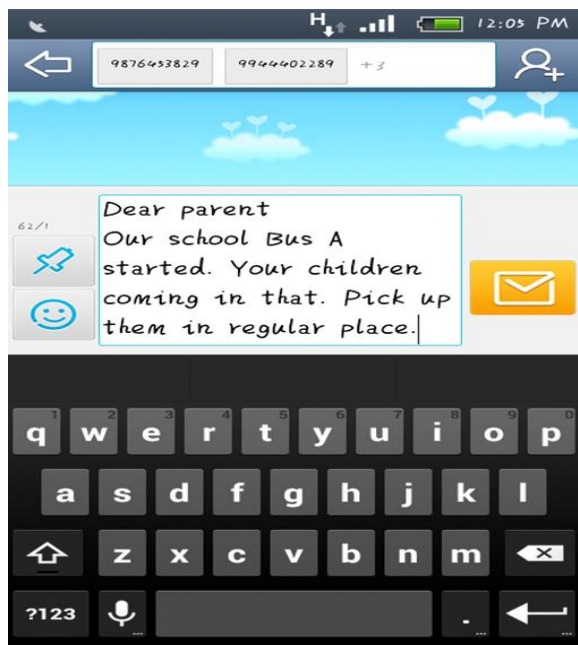 H 12:05 PM
9876453829 9944402289 +3
62/1
Dear parent
Our school Bus A
started. Your children
coming in that. Pick up
them in regular place.
1 2 3 4 5 6 7 8 9 0
q w e r t y u i o p
a s d f g h j k l
z x c v b n m
?123 . ...